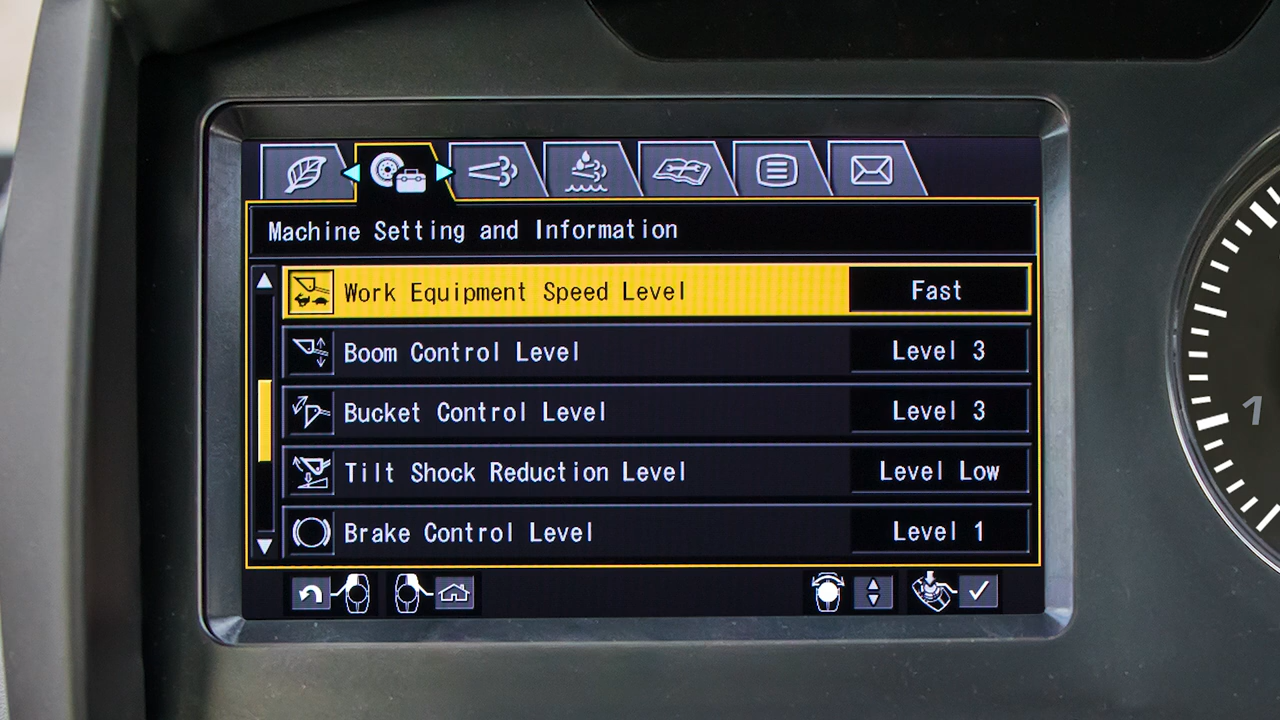 Machine Setting and Information
Work Equipment Speed Level Fast
Boom Control Level Level 3
Bucket Control Level Level 3
Tilt Shock Reduction Level Level Low
Brake Control Level Level 1
1